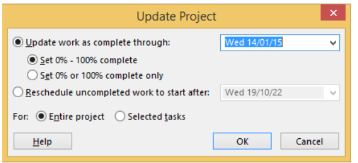 Update Project
Update work as complete through: Wed 14/01/15
Set 0% - 100% complete
Set 0% or 100% complete only
Reschedule uncompleted work to start after: Wed 19/10/22
For: Entire project Selected tasks
Help OK Cancel